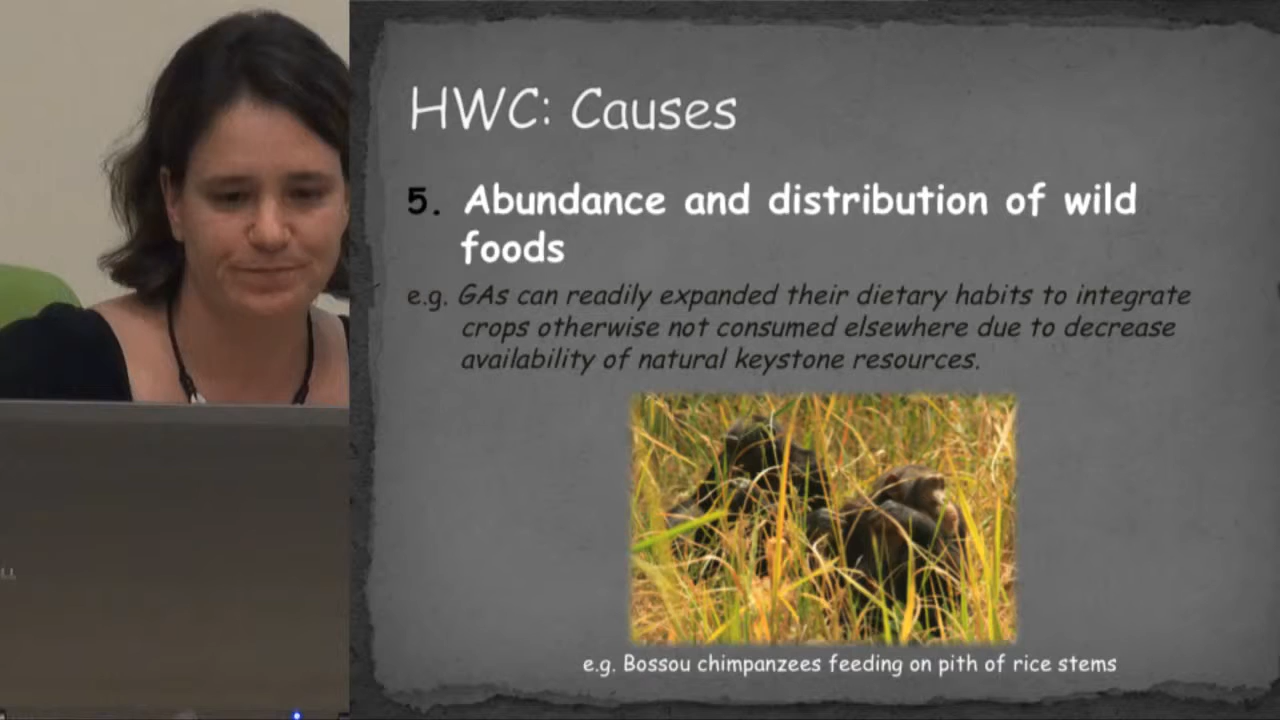 HWC: Causes
5. Abundance and distribution of wild
foods
e.g. GAs can readily expanded their dietary habits to integrate
crops otherwise not consumed elsewhere due to decrease
availability of natural keystone resources.
e.g. Bossou chimpanzees feeding on pith of rice stems